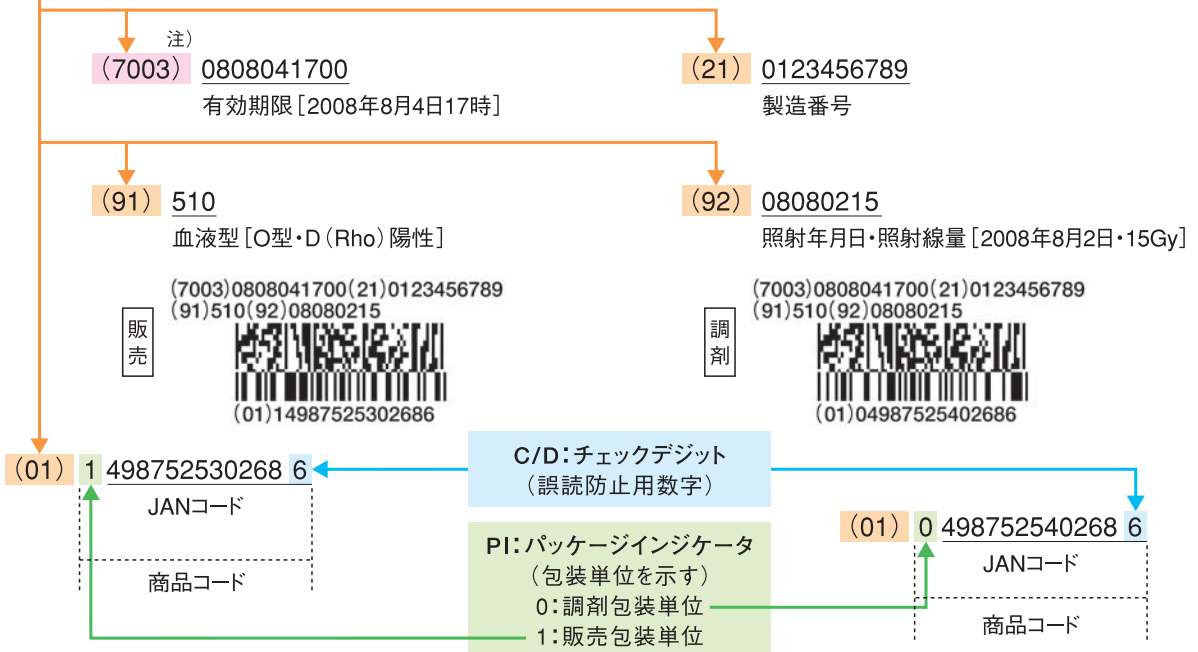 注)
(7003) 0808041700
有効期限[2008年8月4日17時]
(21) 0123456789
製造番号
(91) 510
血液型[O型・D(Rho)陽性]
(92) 08080215
照射年月日・照射線量[2008年8月2日・15Gy]
販売
(7003)0808041700(21)0123456789
(91)510(92)08080215
(01)14987525302686
調剤
(7003)0808041700(21)0123456789
(91)510(92)08080215
(01)04987525402686
(01) 1 498752530268 6
JANコード
商品コード
C/D:チェックデジット
(誤読防止用数字)
PI:パッケージインジケータ
(包装単位を示す)
0:調剤包装単位
1:販売包装単位
(01) 0 498752540268 6
JANコード
商品コード